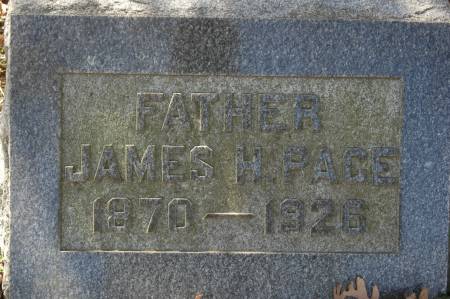 FATHER
JAMES H. PAGE
1870 — 1926